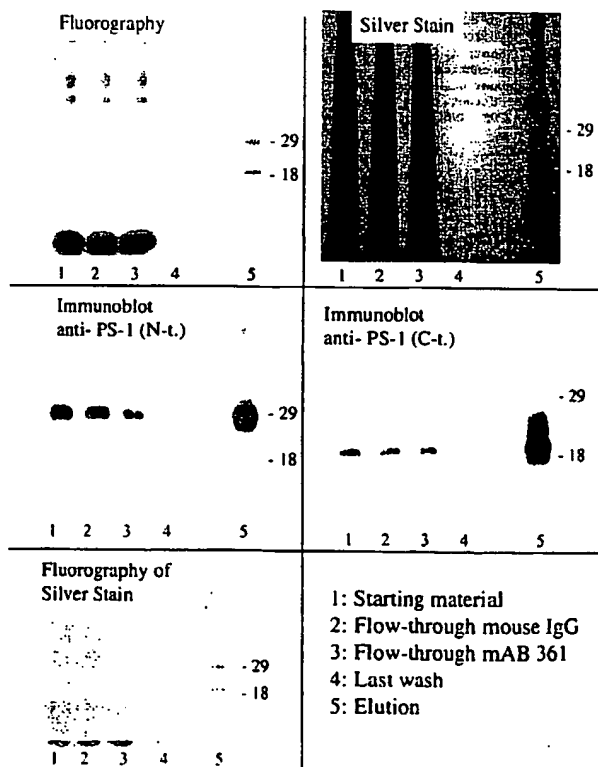 Fluorography
- 29
- 18
1 2 3 4 5
Silver Stain
- 29
- 18
1 2 3 4 5
Immunoblot
anti- PS-1 (N-t.)
- 29
- 18
1 2 3 4 5
Immunoblot
anti- PS-1 (C-t.)
- 29
- 18
1 2 3 4 5
Fluorography of
Silver Stain
- 29
- 18
1 2 3 4 5
1: Starting material
2: Flow-through mouse IgG
3: Flow-through mAB 361
4: Last wash
5: Elution